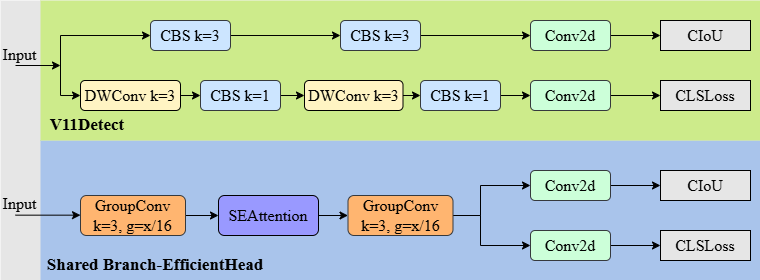 Input
CBS k=3
CBS k=3
Conv2d
CIoU
DWConv k=3
CBS k=1
DWConv k=3
CBS k=1
Conv2d
CLSLoss
V11Detect
Input
GroupConv
k=3, g=x/16
SEAttention
GroupConv
k=3, g=x/16
Conv2d
CIoU
Conv2d
CLSLoss
Shared Branch-EfficientHead